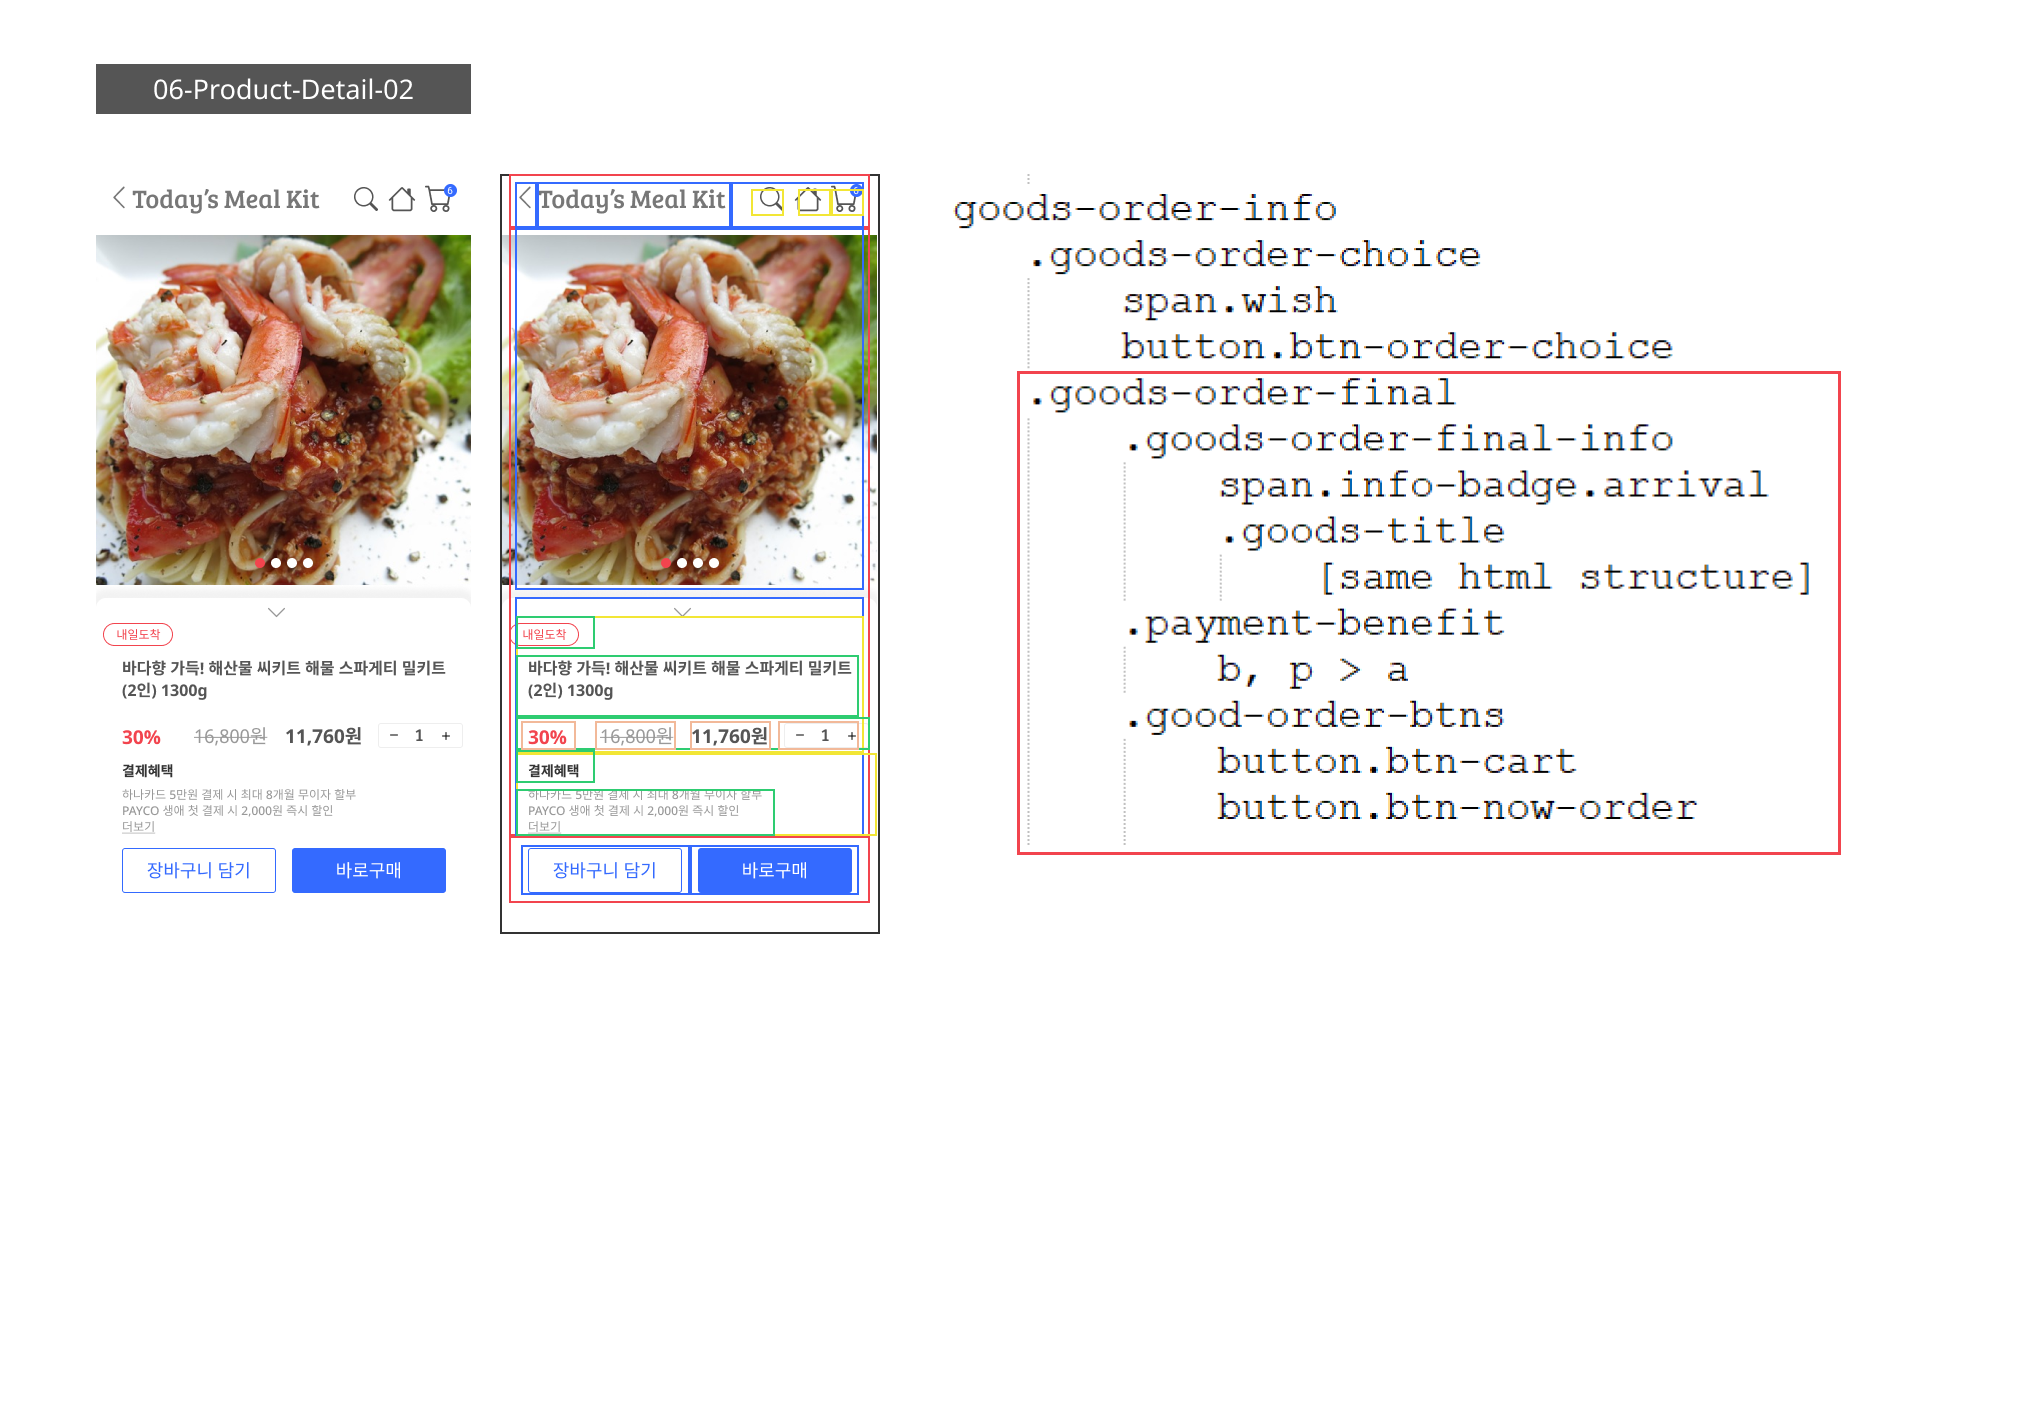 06-Product-Detail-02
Today's Meal Kit
6
내일도착
바다향 가득! 해산물 씨키트 해물 스파게티 밀키트
(2인) 1300g
30% 16,800원 11,760원 − 1 +
결제혜택
하나카드 5만원 결제 시 최대 8개월 무이자 할부
PAYCO 생애 첫 결제 시 2,000원 즉시 할인
더보기
장바구니 담기 바로구매
Today's Meal Kit
6
내일도착
바다향 가득! 해산물 씨키트 해물 스파게티 밀키트
(2인) 1300g
30% 16,800원 11,760원 − 1 +
결제혜택
하나카드 5만원 결제 시 최대 8개월 무이자 할부
PAYCO 생애 첫 결제 시 2,000원 즉시 할인
더보기
장바구니 담기 바로구매
goods-order-info
.goods-order-choice
span.wish
button.btn-order-choice
.goods-order-final
.goods-order-final-info
span.info-badge.arrival
.goods-title
[same html structure]
.payment-benefit
b, p > a
.good-order-btns
button.btn-cart
button.btn-now-order